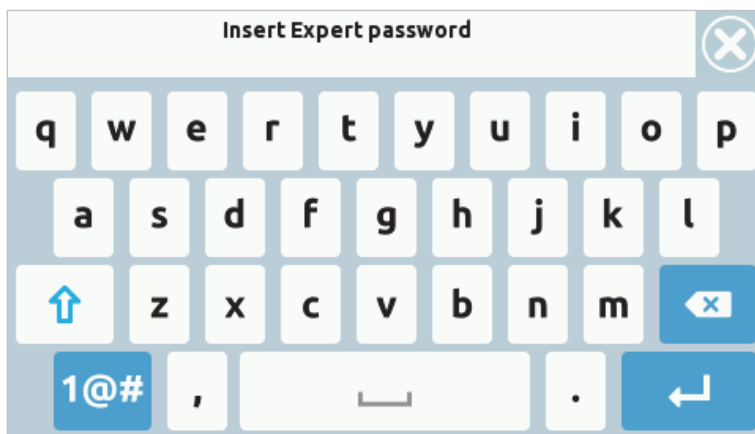 Insert Expert password
q w e r t y u i o p
a s d f g h j k l
z x c v b n m
1@# , .